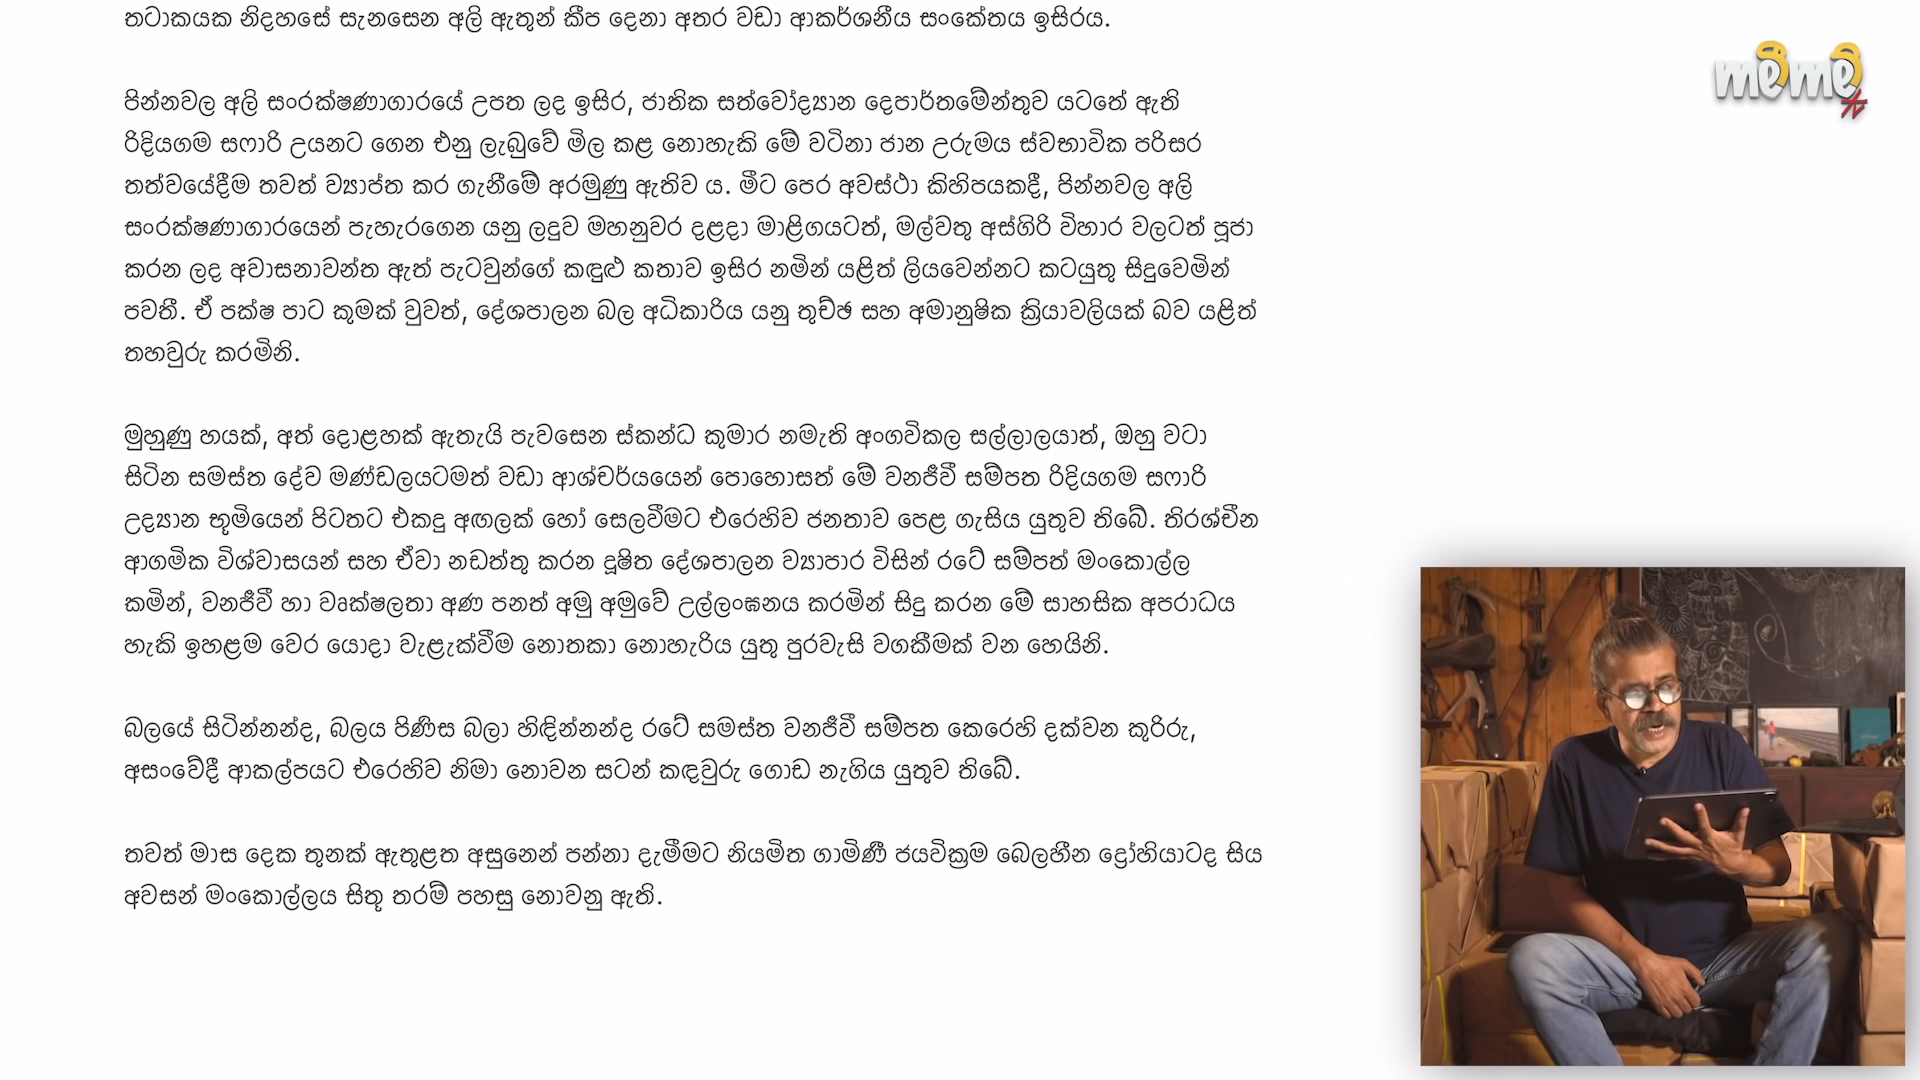 තටාකයක නිදහසේ සැනසෙන අලි ඇතුන් කීප දෙනා අතර වඩා ආකර්ශනීය සංකේතය ඉසිරය.
පින්නවල අලි සංරක්ෂණාගාරයේ උපත ලද ඉසිර, ජාතික සත්වෝද්‍යාන දෙපාර්තමේන්තුව යටතේ ඇති
රිදියගම සෆාරි උයනට ගෙන එනු ලැබුවේ මිල කළ නොහැකි මේ වටිනා ජාන උරුමය ස්වභාවික පරිසර
තත්වයේදීම තවත් ව්‍යාප්ත කර ගැනීමේ අරමුණු ඇතිව ය. මීට පෙර අවස්ථා කිහිපයකදී, පින්නවල අලි
සංරක්ෂණාගාරයෙන් පැහැරගෙන යනු ලදුව මහනුවර දළදා මාළිගයටත්, මල්වතු අස්ගිරි විහාර වලටත් පූජා
කරන ලද අවාසනාවන්ත ඇත් පැටවුන්ගේ කඳුළු කතාව ඉසිර නමින් යළිත් ලියවෙන්නට කටයුතු සිදුවෙමින්
පවතී. ඒ පක්ෂ පාට කුමක් වුවත්, දේශපාලන බල අධිකාරිය යනු තුච්ඡ සහ අමානුෂික ක්‍රියාවලියක් බව යළිත්
තහවුරු කරමිනි.
මුහුණු හයක්, අත් දොළහක් ඇතැයි පැවසෙන ස්කන්ධ කුමාර නමැති අංගවිකල සල්ලාලයාත්, ඔහු වටා
සිටින සමස්ත දේව මණ්ඩලයටමත් වඩා ආශ්චර්යයෙන් පොහොසත් මේ වනජීවී සම්පත රිදියගම සෆාරි
උද්‍යාන භූමියෙන් පිටතට එකදු අඟලක් හෝ සෙලවීමට එරෙහිව ජනතාව පෙළ ගැසිය යුතුව තිබේ. තිරශ්චීන
ආගමික විශ්වාසයන් සහ ඒවා නඩත්තු කරන දූෂිත දේශපාලන ව්‍යාපාර විසින් රටේ සම්පත් මංකොල්ල
කමින්, වනජීවී හා වෘක්ෂලතා අණ පනත් අමු අමුවේ උල්ලංඝනය කරමින් සිදු කරන මේ සාහසික අපරාධය
හැකි ඉහළම වෙර යොදා වැළැක්වීම නොතකා නොහැරිය යුතු පුරවැසි වගකීමක් වන හෙයිනි.
බලයේ සිටින්නන්ද, බලය පිණිස බලා හිඳින්නන්ද රටේ සමස්ත වනජීවී සම්පත කෙරෙහි දක්වන කුරිරු,
අසංවේදී ආකල්පයට එරෙහිව නිමා නොවන සටන් කඳවුරු ගොඩ නැගිය යුතුව තිබේ.
තවත් මාස දෙක තුනක් ඇතුළත අසුනෙන් පන්නා දැමීමට නියමිත ගාමිණී ජයවික්‍රම බෙලහීන ද්‍රෝහියාටද සිය
අවසන් මංකොල්ලය සිතූ තරම් පහසු නොවනු ඇති.